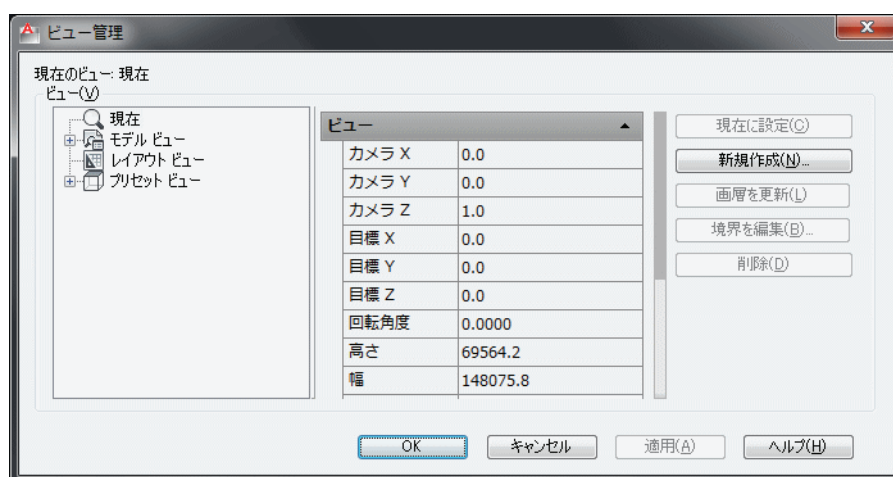 ビュー管理
現在のビュー: 現在
ビュー(V)
現在
モデル ビュー
レイアウト ビュー
プリセット ビュー
ビュー
カメラ X 0.0
カメラ Y 0.0
カメラ Z 1.0
目標 X 0.0
目標 Y 0.0
目標 Z 0.0
回転角度 0.0000
高さ 69564.2
幅 148075.8
現在に設定(C)
新規作成(N)...
画層を更新(L)
境界を編集(B)...
削除(D)
OK キャンセル 適用(A) ヘルプ(H)